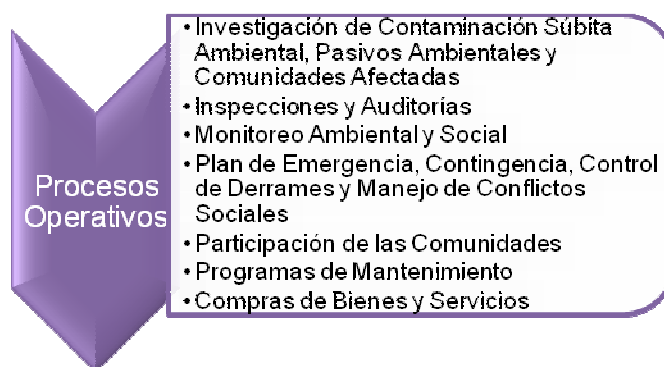 Procesos
Operativos
• Investigación de Contaminación Súbita
Ambiental, Pasivos Ambientales y
Comunidades Afectadas
• Inspecciones y Auditorías
• Monitoreo Ambiental y Social
• Plan de Emergencia, Contingencia, Control
de Derrames y Manejo de Conflictos
Sociales
• Participación de las Comunidades
• Programas de Mantenimiento
• Compras de Bienes y Servicios